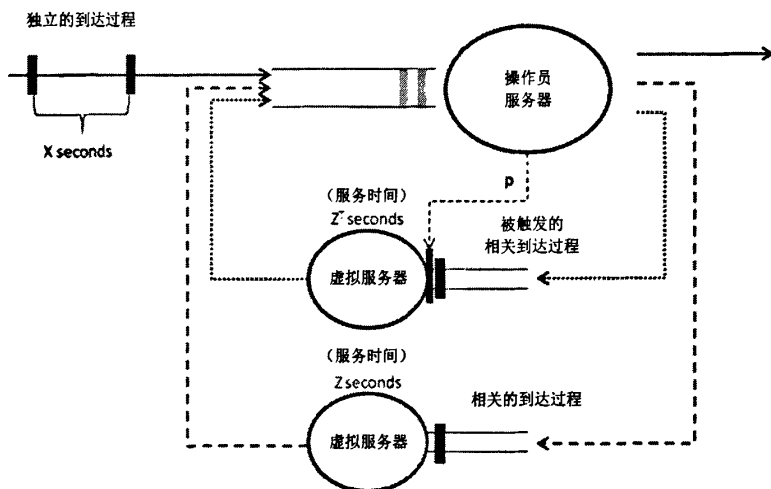 独立的到达过程
X seconds
操作员
服务器
p
（服务时间）
Z' seconds
被触发的
相关到达过程
虚拟服务器
（服务时间）
Z seconds
相关的到达过程
虚拟服务器